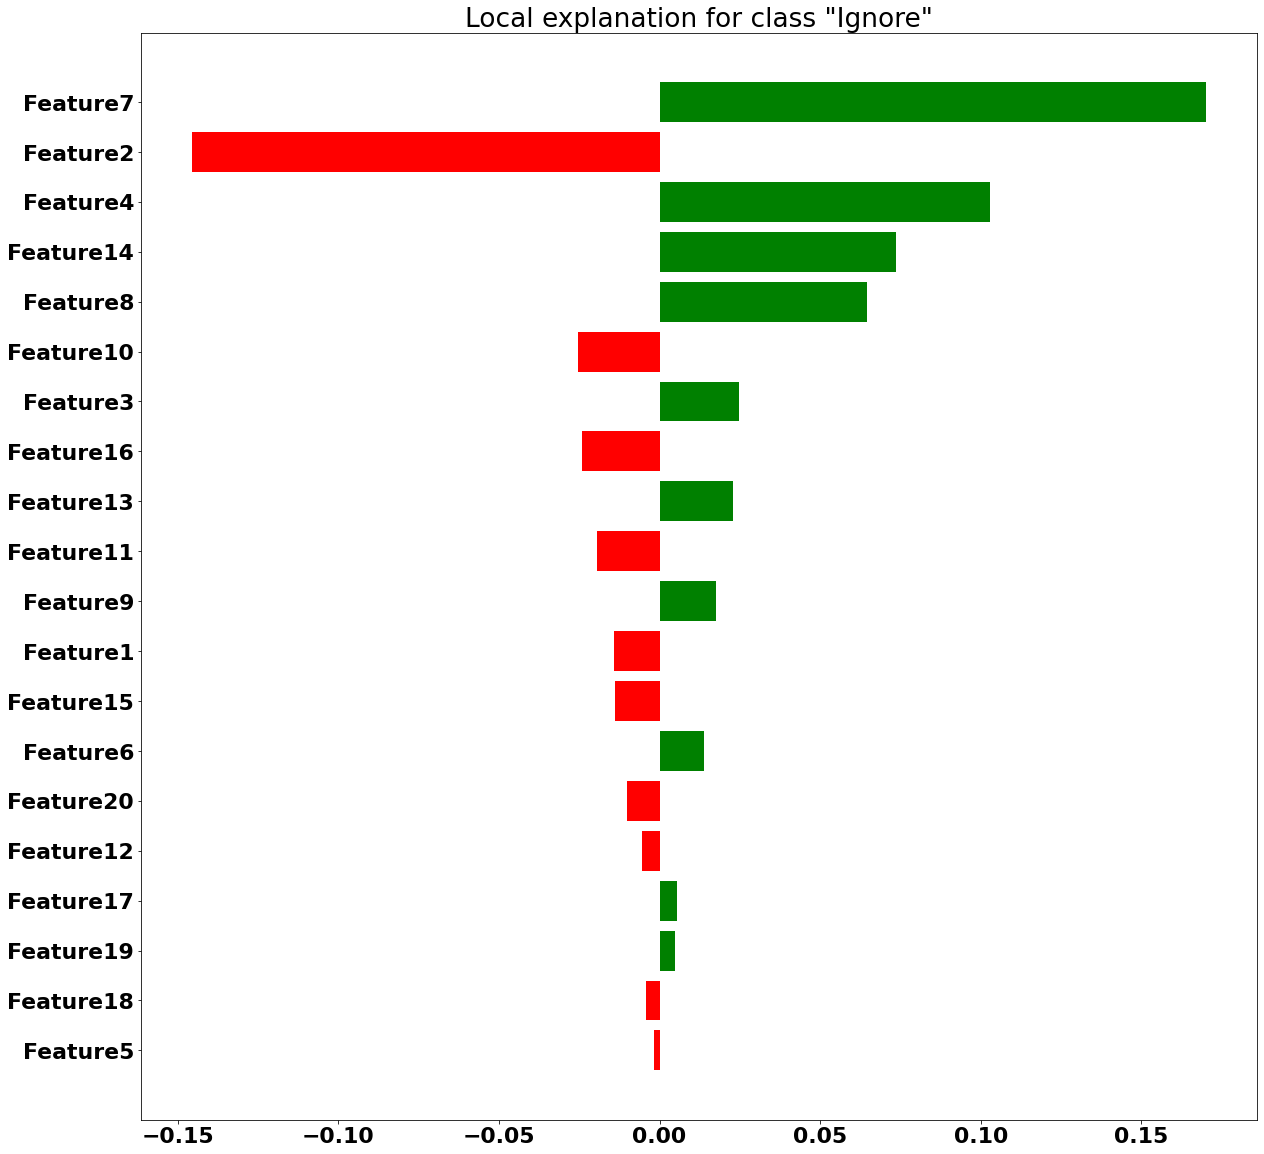 Local explanation for class "Ignore"
Feature7
Feature2
Feature4
Feature14
Feature8
Feature10
Feature3
Feature16
Feature13
Feature11
Feature9
Feature1
Feature15
Feature6
Feature20
Feature12
Feature17
Feature19
Feature18
Feature5
−0.15 −0.10 −0.05 0.00 0.05 0.10 0.15